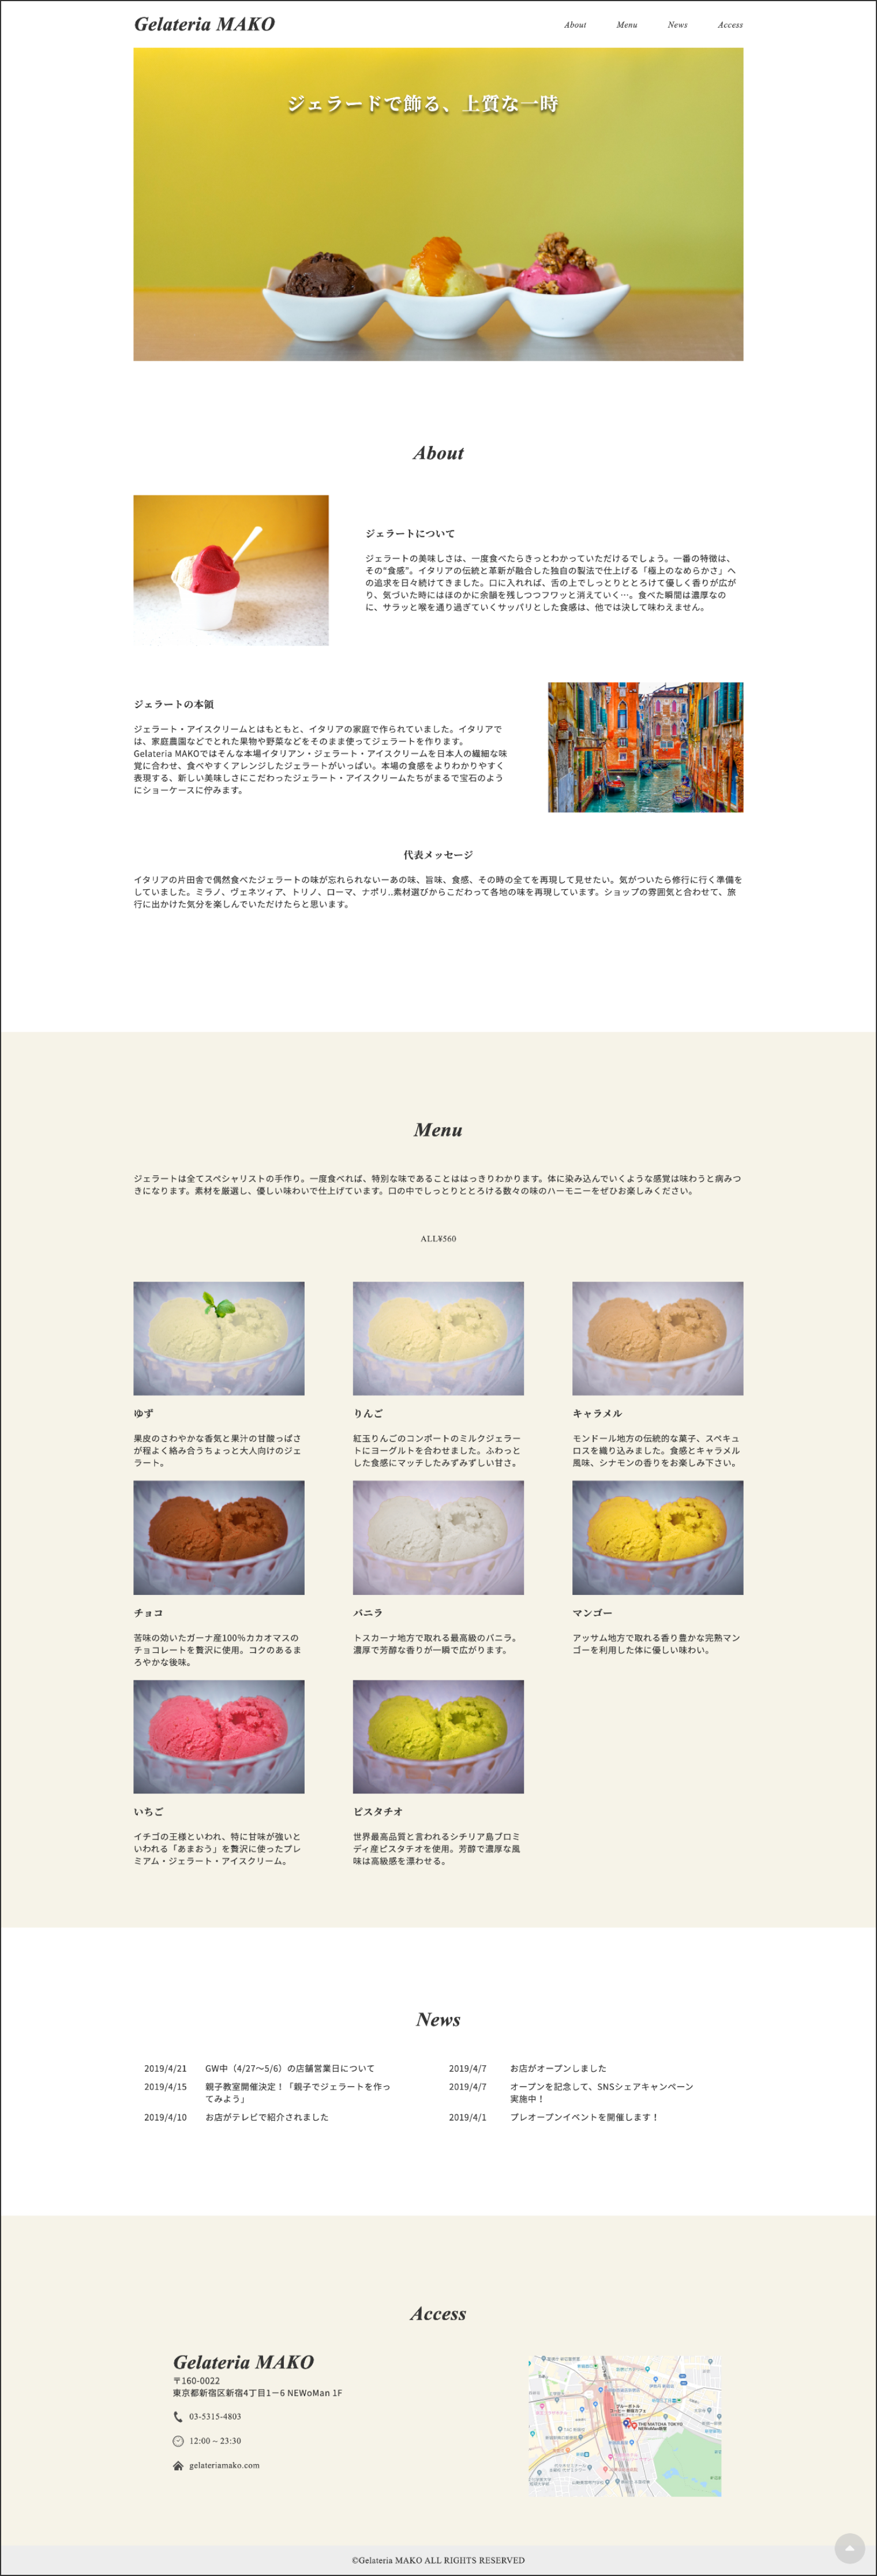 Gelateria MAKO
About Menu News Access
ジェラードで飾る、上質な一時
About
ジェラートについて
ジェラートの美味しさは、一度食べたらきっとわかっていただけるでしょう。一番の特徴は、
その“食感”。イタリアの伝統と革新が融合した独自の製法で仕上げる「極上のなめらかさ」へ
の追求を日々続けてきました。口に入れれば、舌の上でしっとりととろけて優しく香りが広が
り、気づいた時にはほのかに余韻を残しつつフワッと消えていく…。食べた瞬間は濃厚なの
に、サラッと喉を通り過ぎていくサッパリとした食感は、他では決して味わえません。
ジェラートの本領
ジェラート・アイスクリームとはもともと、イタリアの家庭で作られていました。イタリアで
は、家庭農園などでとれた果物や野菜などをそのまま使ってジェラートを作ります。
Gelateria MAKOではそんな本場イタリアン・ジェラート・アイスクリームを日本人の繊細な味
覚に合わせ、食べやすくアレンジしたジェラートがいっぱい。本場の食感をよりわかりやすく
表現する、新しい美味しさにこだわったジェラート・アイスクリームたちがまるで宝石のよう
にショーケースに佇みます。
代表メッセージ
イタリアの片田舎で偶然食べたジェラートの味が忘れられないーあの味、旨味、食感、その時の全てを再現して見せたい。気がついたら修行に行く準備を
していました。ミラノ、ヴェネツィア、トリノ、ローマ、ナポリ..素材選びからこだわって各地の味を再現しています。ショップの雰囲気と合わせて、旅
行に出かけた気分を楽しんでいただけたらと思います。
Menu
ジェラートは全てスペシャリストの手作り。一度食べれば、特別な味であることははっきりわかります。体に染み込んでいくような感覚は味わうと病みつ
きになります。素材を厳選し、優しい味わいで仕上げています。口の中でしっとりととろける数々の味のハーモニーをぜひお楽しみください。
ALL¥560
ゆず
果皮のさわやかな香気と果汁の甘酸っぱさ
が程よく絡み合うちょっと大人向けのジェ
ラート。
りんご
紅玉りんごのコンポートのミルクジェラー
トにヨーグルトを合わせました。ふわっと
した食感にマッチしたみずみずしい甘さ。
キャラメル
モンドール地方の伝統的な菓子、スペキュ
ロスを織り込みました。食感とキャラメル
風味、シナモンの香りをお楽しみ下さい。
チョコ
苦味の効いたガーナ産100%カカオマスの
チョコレートを贅沢に使用。コクのあるま
ろやかな後味。
バニラ
トスカーナ地方で取れる最高級のバニラ。
濃厚で芳醇な香りが一瞬で広がります。
マンゴー
アッサム地方で取れる香り豊かな完熟マン
ゴーを利用した体に優しい味わい。
いちご
イチゴの王様といわれ、特に甘味が強いと
いわれる「あまおう」を贅沢に使ったプレ
ミアム・ジェラート・アイスクリーム。
ピスタチオ
世界最高品質と言われるシチリア島ブロミ
ディ産ピスタチオを使用。芳醇で濃厚な風
味は高級感を漂わせる。
News
2019/4/21 GW中（4/27〜5/6）の店舗営業日について
2019/4/15 親子教室開催決定！「親子でジェラートを作っ
てみよう」
2019/4/10 お店がテレビで紹介されました
2019/4/7 お店がオープンしました
2019/4/7 オープンを記念して、SNSシェアキャンペーン
実施中！
2019/4/1 プレオープンイベントを開催します！
Access
Gelateria MAKO
〒160-0022
東京都新宿区新宿4丁目1−6 NEWoMan 1F
03-5315-4803
12:00 ~ 23:30
gelateriamako.com
THE MATCHA TOKYO
©Gelateria MAKO ALL RIGHTS RESERVED